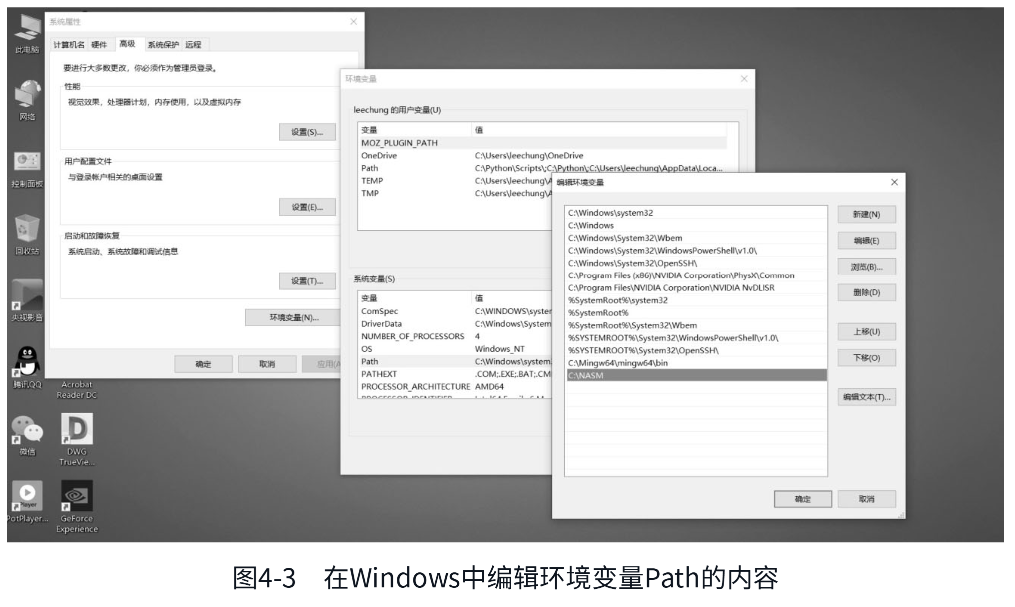 此电脑
网络
控制面板
回收站
央视影音
腾讯QQ
Acrobat
Reader DC
微信
DWG
TrueVie...
PotPlayer...
GeForce
Experience
系统属性
计算机名 硬件 高级 系统保护 远程
要进行大多数更改，你必须作为管理员登录。
性能
视觉效果，处理器计划，内存使用，以及虚拟内存
设置(S)...
用户配置文件
与登录帐户相关的桌面设置
设置(E)...
启动和故障恢复
系统启动、系统故障和调试信息
设置(T)...
环境变量(N)...
确定 取消 应用(A
环境变量
leechung 的用户变量(U)
变量 值
MOZ_PLUGIN_PATH
OneDrive C:\Users\leechung\OneDrive
Path C:\Python\Scripts\;C:\Python\;C:\Users\leechung\AppData\Loca...
TEMP C:\Users\leechung\A
TMP C:\Users\leechung\A
系统变量(S)
变量 值
ComSpec C:\WINDOWS\syster
DriverData C:\Windows\System
NUMBER_OF_PROCESSORS 4
OS Windows_NT
Path C:\Windows\system
PATHEXT .COM;.EXE;.BAT;.CM
PROCESSOR_ARCHITECTURE AMD64
编辑环境变量
C:\Windows\system32
C:\Windows
C:\Windows\System32\Wbem
C:\Windows\System32\WindowsPowerShell\v1.0\
C:\Windows\System32\OpenSSH\
C:\Program Files (x86)\NVIDIA Corporation\PhysX\Common
C:\Program Files\NVIDIA Corporation\NVIDIA NvDLISR
%SystemRoot%\system32
%SystemRoot%
%SystemRoot%\System32\Wbem
%SYSTEMROOT%\System32\WindowsPowerShell\v1.0\
%SYSTEMROOT%\System32\OpenSSH\
C:\Mingw64\mingw64\bin
C:\NASM
新建(N)
编辑(E)
浏览(B)...
删除(D)
上移(U)
下移(O)
编辑文本(T)...
确定 取消
图4-3 在Windows中编辑环境变量Path的内容